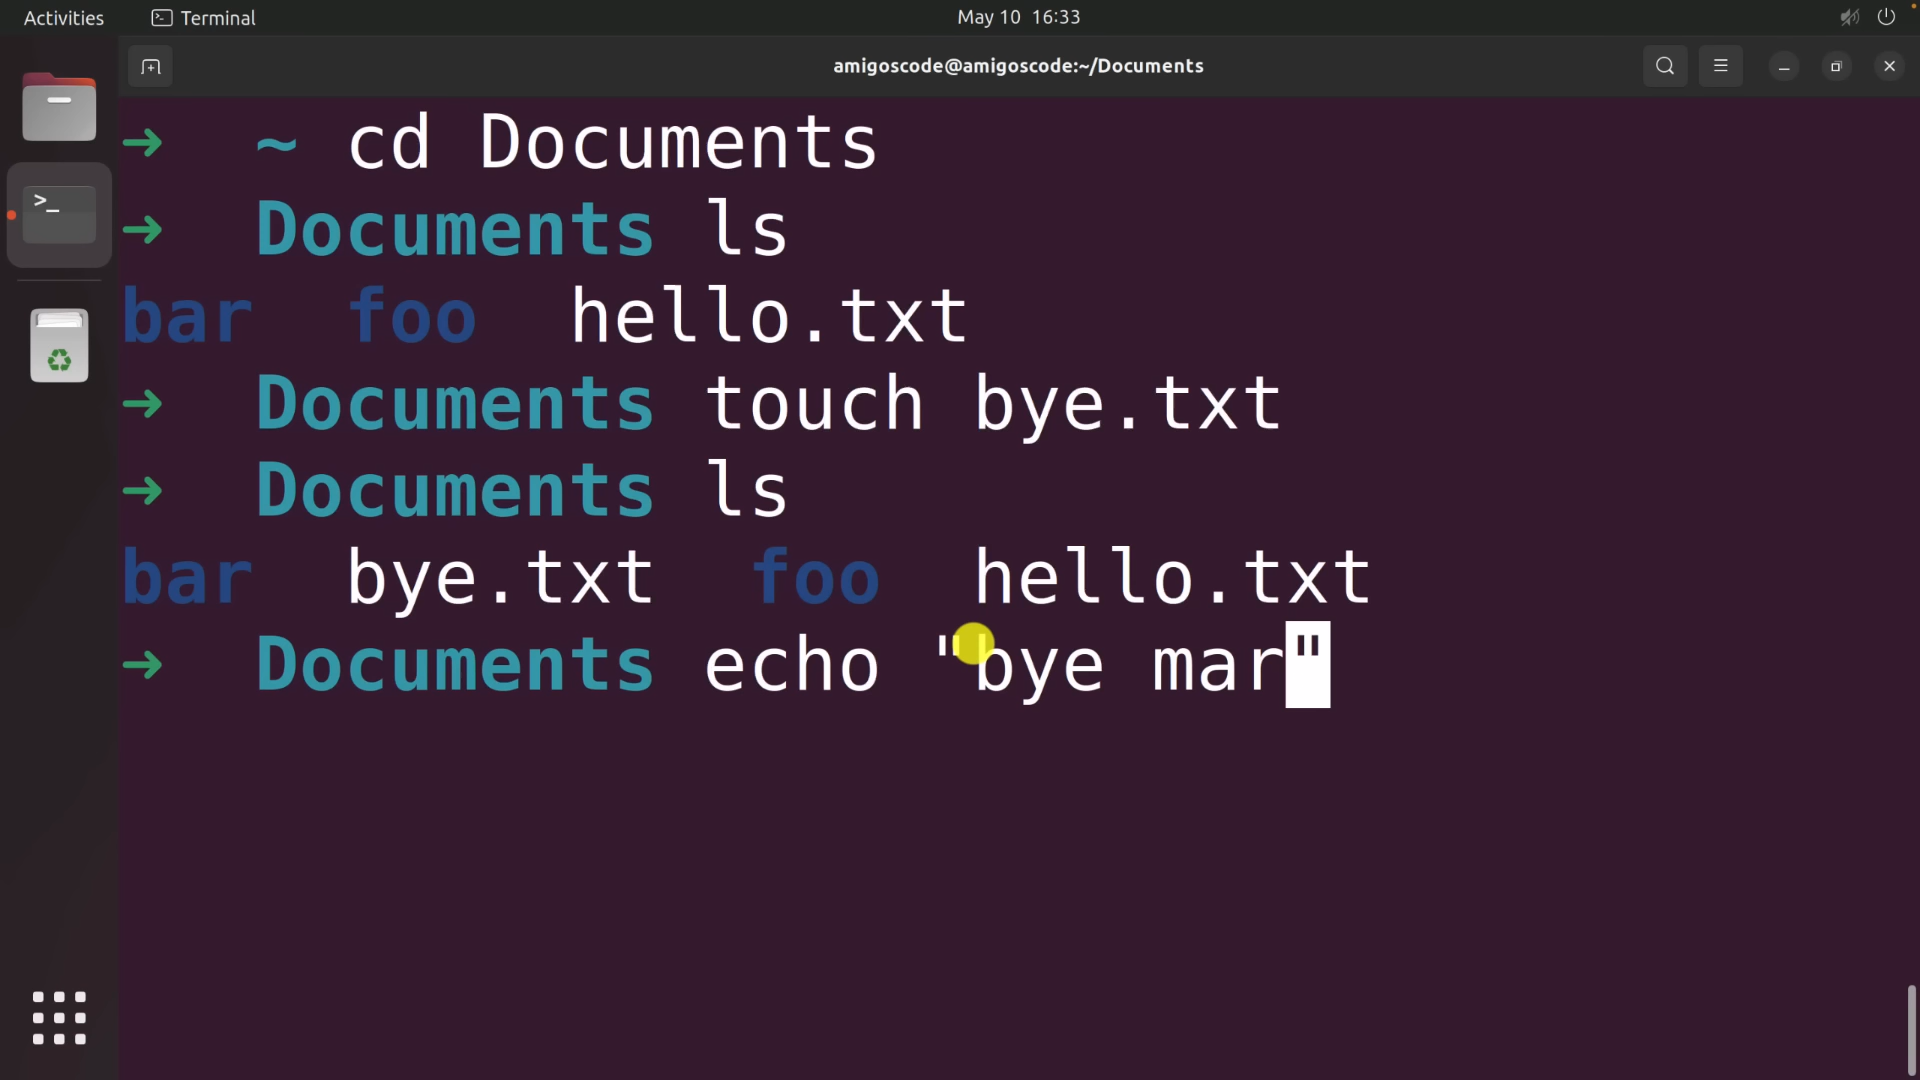 Activities Terminal May 10 16:33
amigoscode@amigoscode:~/Documents
>_
➜ ~ cd Documents
➜ Documents ls
bar foo hello.txt
➜ Documents touch bye.txt
➜ Documents ls
bar bye.txt foo hello.txt
➜ Documents echo "bye mar"